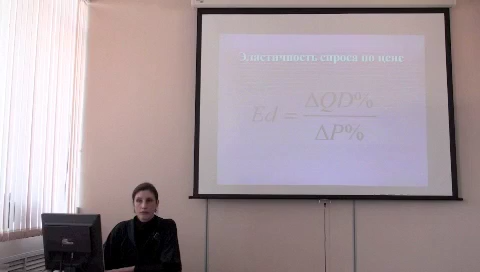 Эластичность спроса по цене
Ed = ΔQD% / ΔP%